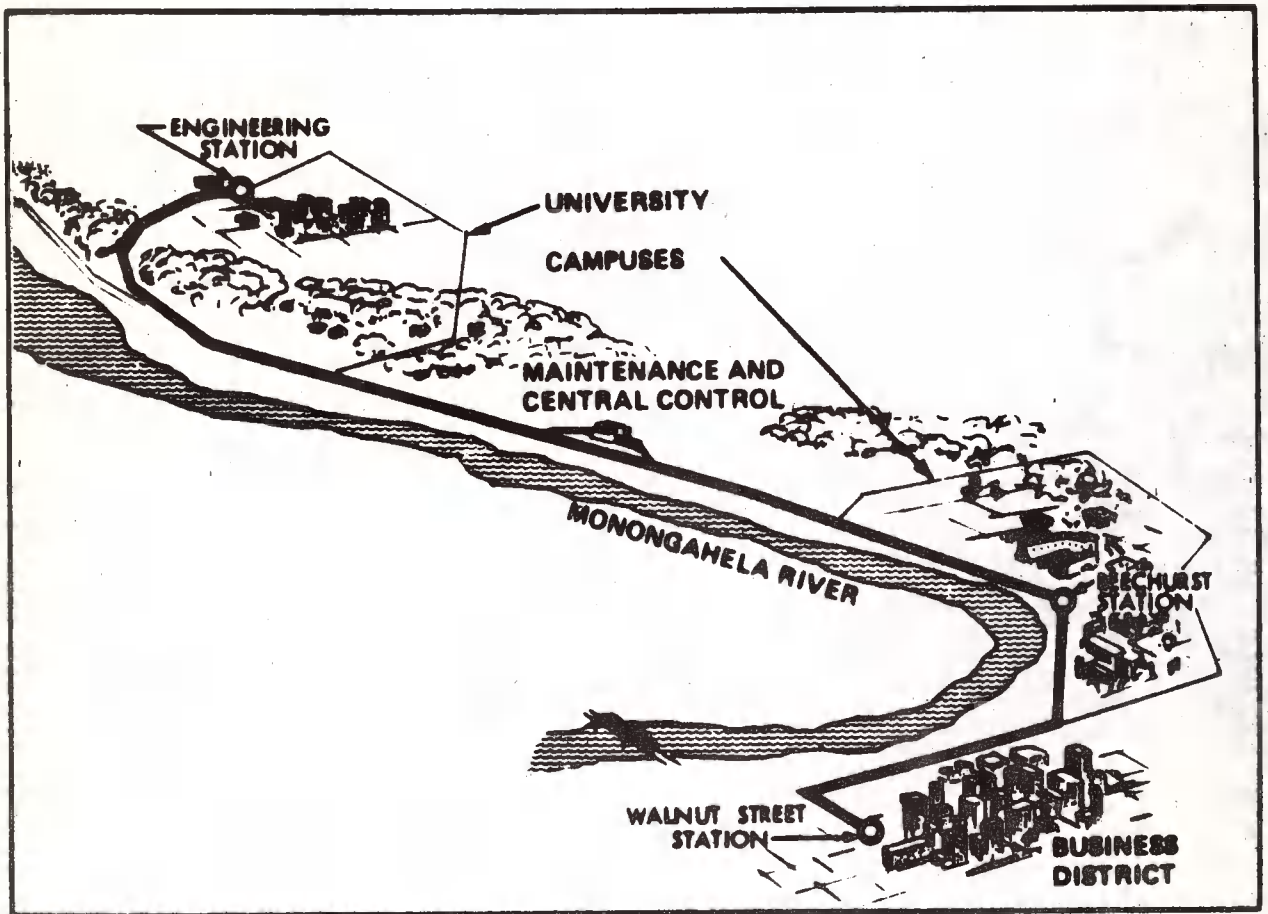 ENGINEERING
STATION
UNIVERSITY
CAMPUSES
MAINTENANCE AND
CENTRAL CONTROL
MONONGAHELA RIVER
BEECHURST
STATION
WALNUT STREET
STATION
BUSINESS
DISTRICT